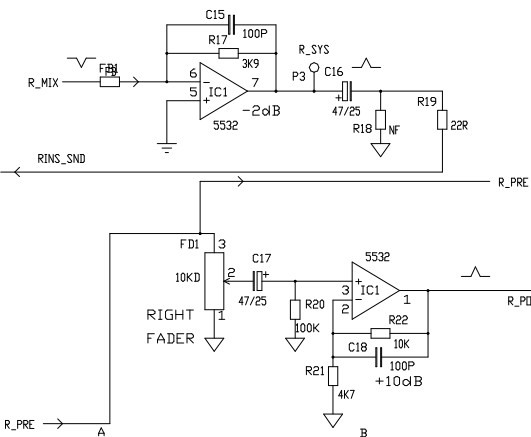 C15
100P
R17
3K9
R_SYS
R_MIX
6
5
7
IC1
P3
C16
+
47/25
-2dB
5532
R18
NF
R19
22R
RINS_SND
R_PRE
FD1
3
10KD
2
1
C17
+
47/25
RIGHT
FADER
R20
100K
5532
3
2
IC1
1
R22
10K
C18
100P
+10dB
R21
4K7
R_PRE
A
B